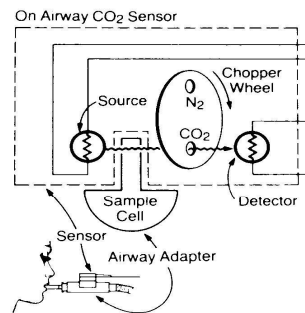 On Airway CO₂ Sensor
Source
N₂
Chopper
Wheel
CO₂
Sample
Cell
Detector
Sensor
Airway Adapter